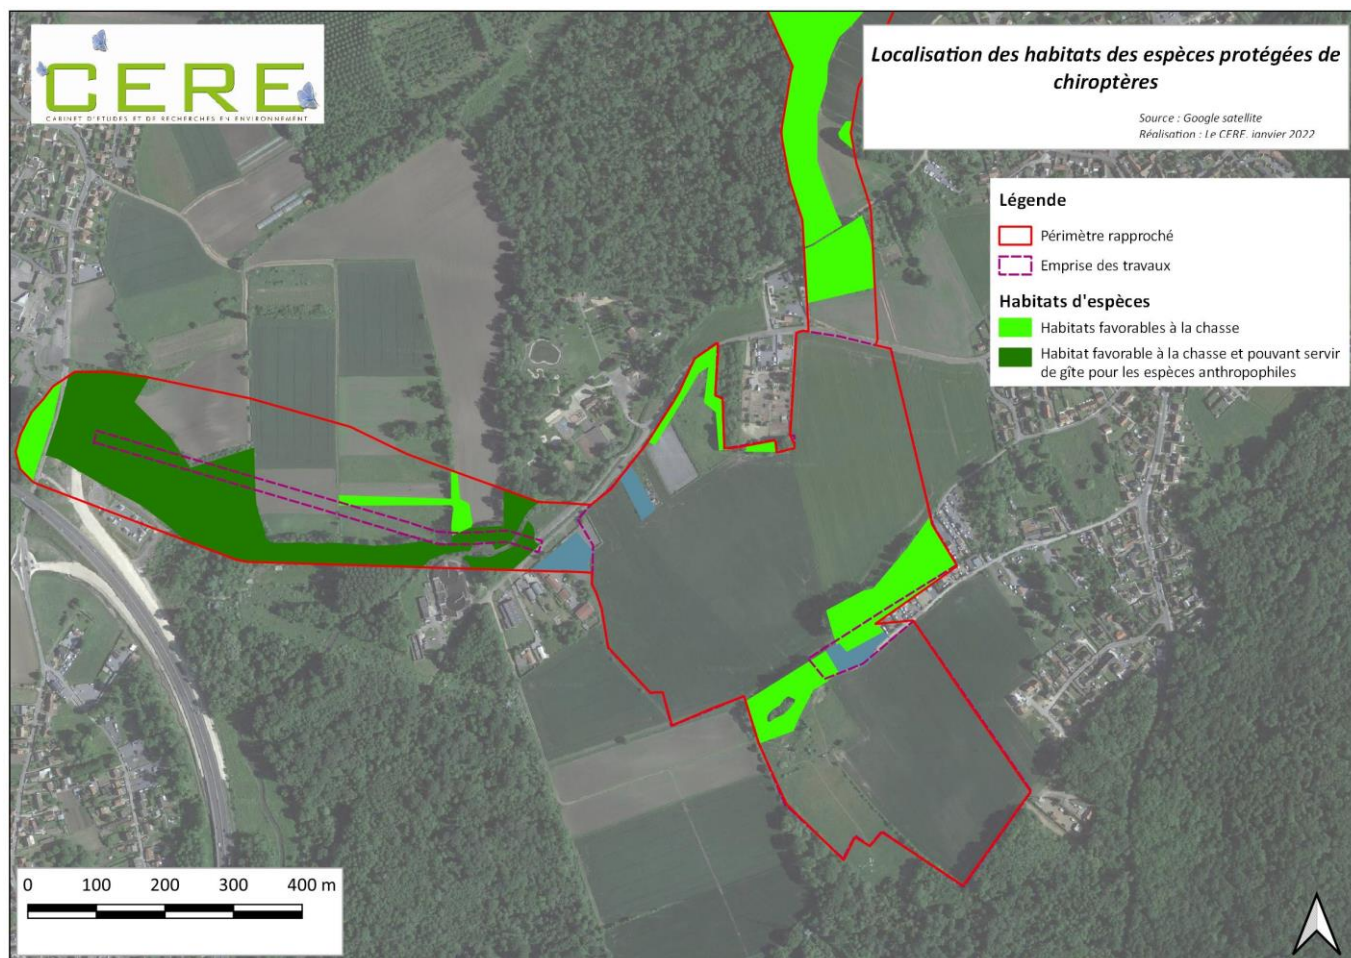 CERE
CABINET D'ETUDES ET DE RECHERCHES EN ENVIRONNEMENT
Localisation des habitats des espèces protégées de
chiroptères
Source : Google satellite
Réalisation : Le CERE, janvier 2022
Légende
Périmètre rapproché
Emprise des travaux
Habitats d'espèces
Habitats favorables à la chasse
Habitat favorable à la chasse et pouvant servir
de gîte pour les espèces anthropophiles
0 100 200 300 400 m